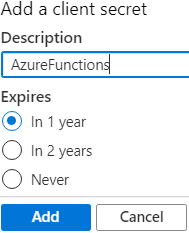 Add a client secret
Description
AzureFunctions
Expires
In 1 year
In 2 years
Never
Add Cancel